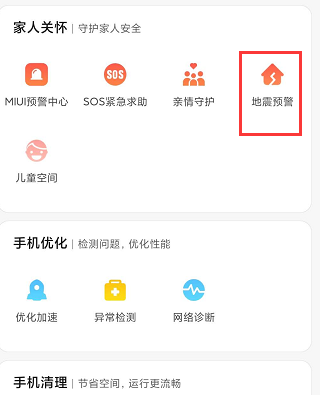 家人关怀 | 守护家人安全
SOS
MIUI预警中心 SOS紧急求助 亲情守护 地震预警
儿童空间
手机优化 | 检测问题，优化性能
优化加速 异常检测 网络诊断
手机清理 | 节省空间，运行更流畅